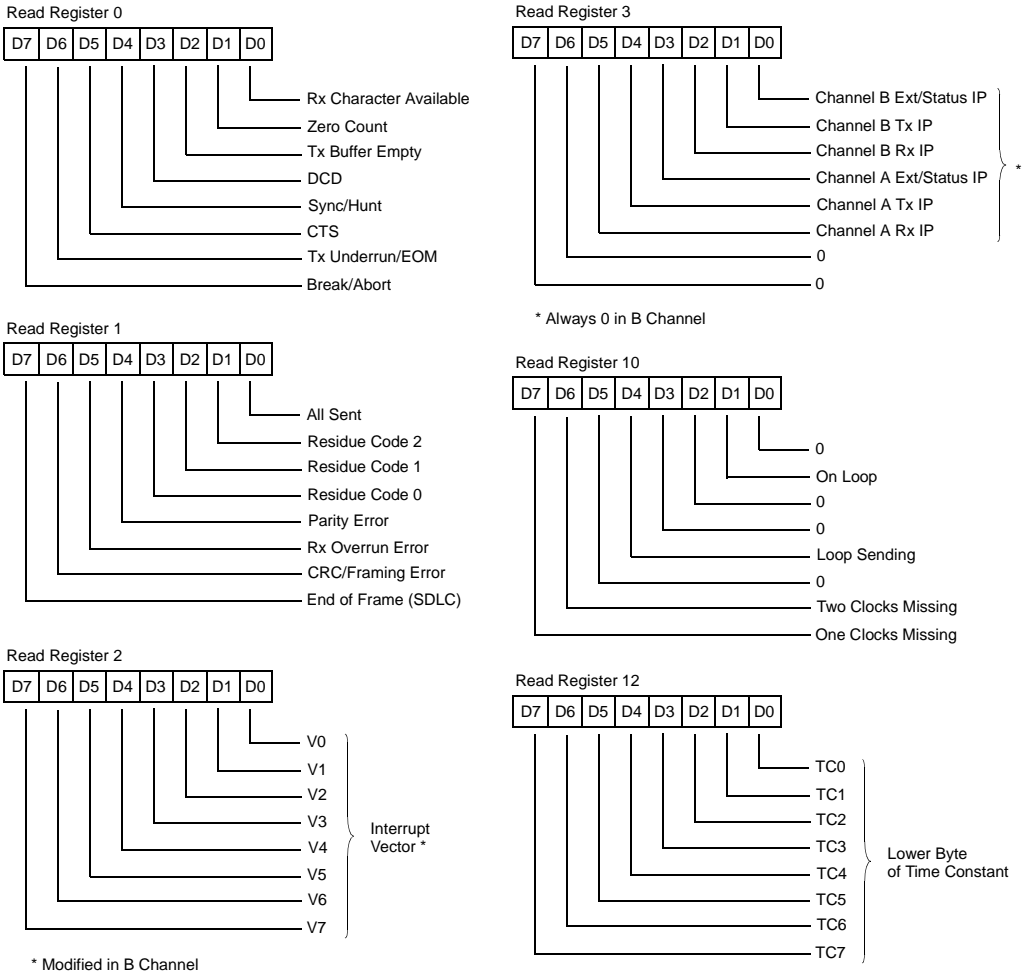 Read Register 0
D7 D6 D5 D4 D3 D2 D1 D0
Rx Character Available
Zero Count
Tx Buffer Empty
DCD
Sync/Hunt
CTS
Tx Underrun/EOM
Break/Abort
Read Register 1
D7 D6 D5 D4 D3 D2 D1 D0
All Sent
Residue Code 2
Residue Code 1
Residue Code 0
Parity Error
Rx Overrun Error
CRC/Framing Error
End of Frame (SDLC)
Read Register 2
D7 D6 D5 D4 D3 D2 D1 D0
V0
V1
V2
V3
V4
V5
V6
V7
Interrupt
Vector *
* Modified in B Channel
Read Register 3
D7 D6 D5 D4 D3 D2 D1 D0
Channel B Ext/Status IP
Channel B Tx IP
Channel B Rx IP
Channel A Ext/Status IP
Channel A Tx IP
Channel A Rx IP
0
0
*
* Always 0 in B Channel
Read Register 10
D7 D6 D5 D4 D3 D2 D1 D0
0
On Loop
0
0
Loop Sending
0
Two Clocks Missing
One Clocks Missing
Read Register 12
D7 D6 D5 D4 D3 D2 D1 D0
TC0
TC1
TC2
TC3
TC4
TC5
TC6
TC7
Lower Byte
of Time Constant